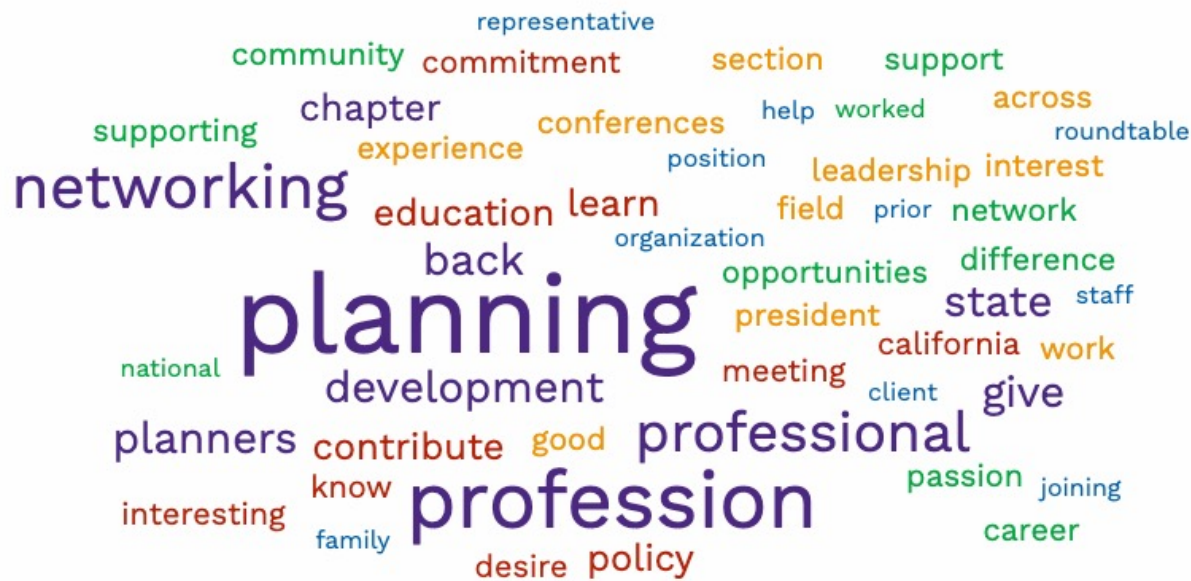 representative
community commitment section support
chapter conferences help worked across
supporting experience position roundtable
networking leadership interest
education learn field prior network
back organization opportunities difference
planning president state staff
national california work
development meeting client give
planners contribute good professional
know profession passion joining
interesting family career
desire policy